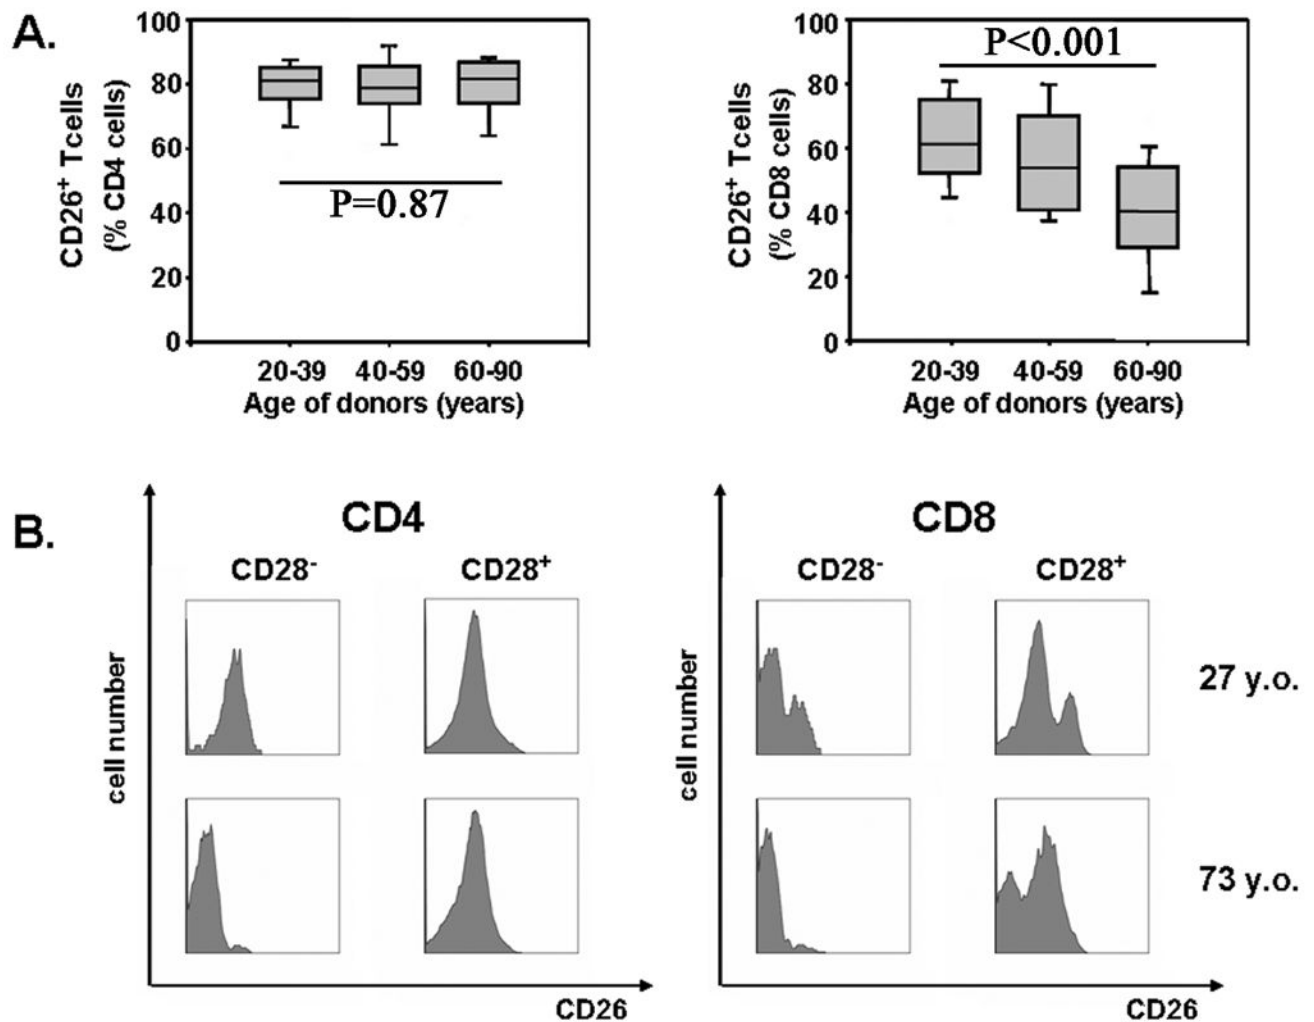 A.
CD26⁺ Tcells
(% CD4 cells)
100
80
60
40
20
0
P=0.87
20-39 40-59 60-90
Age of donors (years)
CD26⁺ Tcells
(% CD8 cells)
100
80
60
40
20
0
P<0.001
20-39 40-59 60-90
Age of donors (years)
B.
CD4
CD28⁻ CD28⁺
cell number
CD26
CD8
CD28⁻ CD28⁺
cell number
27 y.o.
73 y.o.
CD26